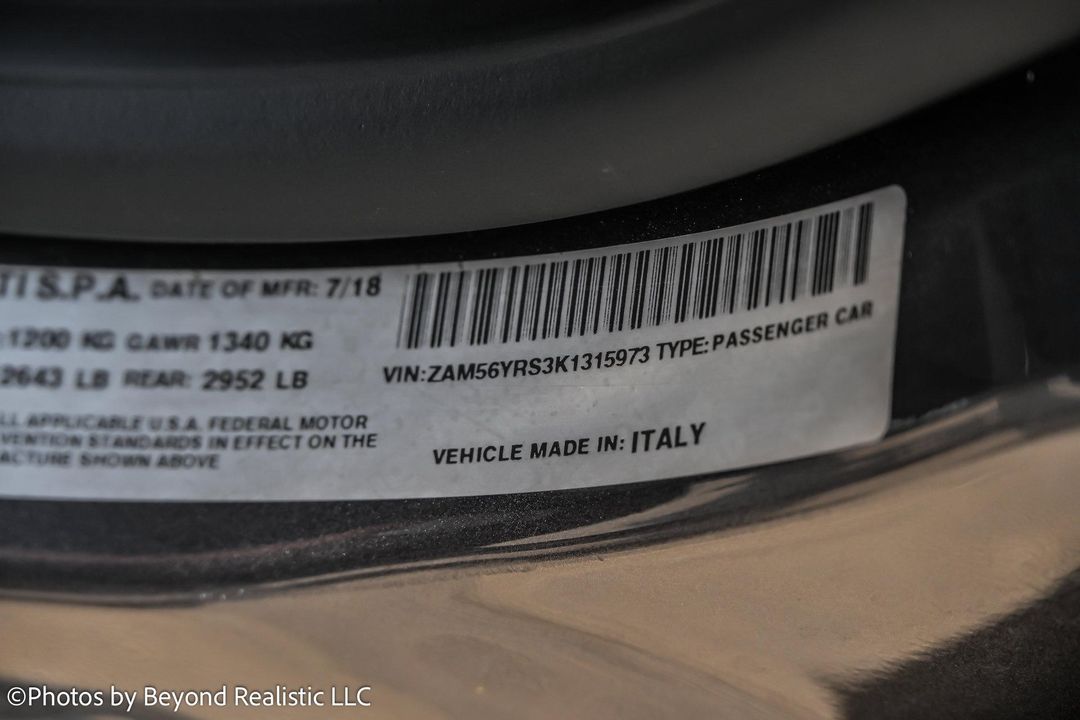 TI S.P.A. DATE OF MFR: 7/18
1200 KG GAWR 1340 KG
2643 LB REAR: 2952 LB
VIN:ZAM56YRS3K1315973 TYPE:PASSENGER CAR
LL APPLICABLE U.S.A. FEDERAL MOTOR
VENTION STANDARDS IN EFFECT ON THE
ACTURE SHOWN ABOVE
VEHICLE MADE IN: ITALY
©Photos by Beyond Realistic LLC